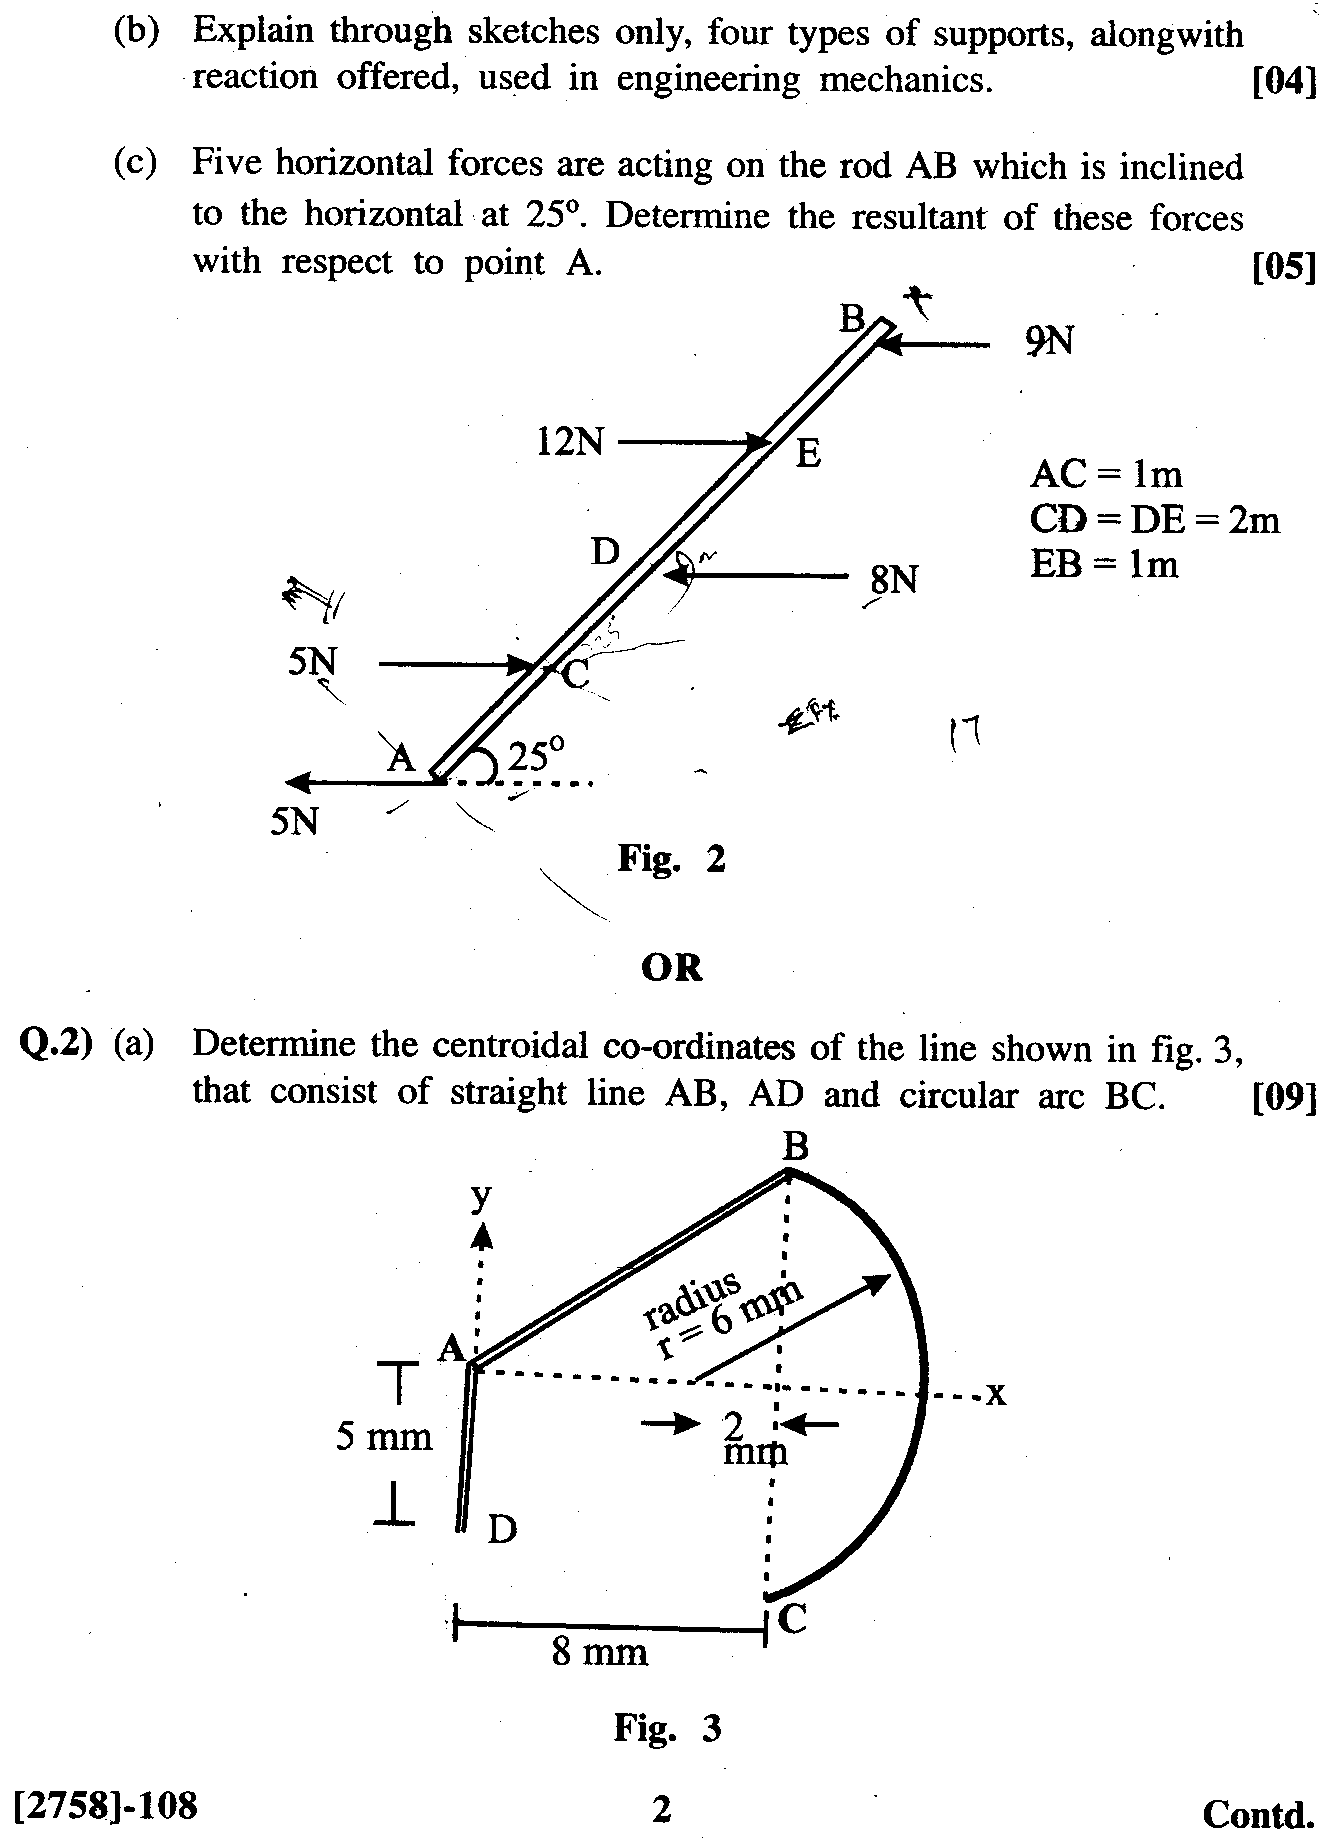 (b) Explain through sketches only, four types of supports, alongwith
reaction offered, used in engineering mechanics. [04]
(c) Five horizontal forces are acting on the rod AB which is inclined
to the horizontal at 25°. Determine the resultant of these forces
with respect to point A. [05]
B
9N
12N
E
AC = 1m
CD = DE = 2m
EB = 1m
D
8N
5N
C
17
A
25°
5N
Fig. 2
OR
Q.2) (a) Determine the centroidal co-ordinates of the line shown in fig. 3,
that consist of straight line AB, AD and circular arc BC. [09]
B
y
radius
r = 6 mm
A
x
5 mm
2
mm
D
C
8 mm
Fig. 3
[2758]-108 2 Contd.